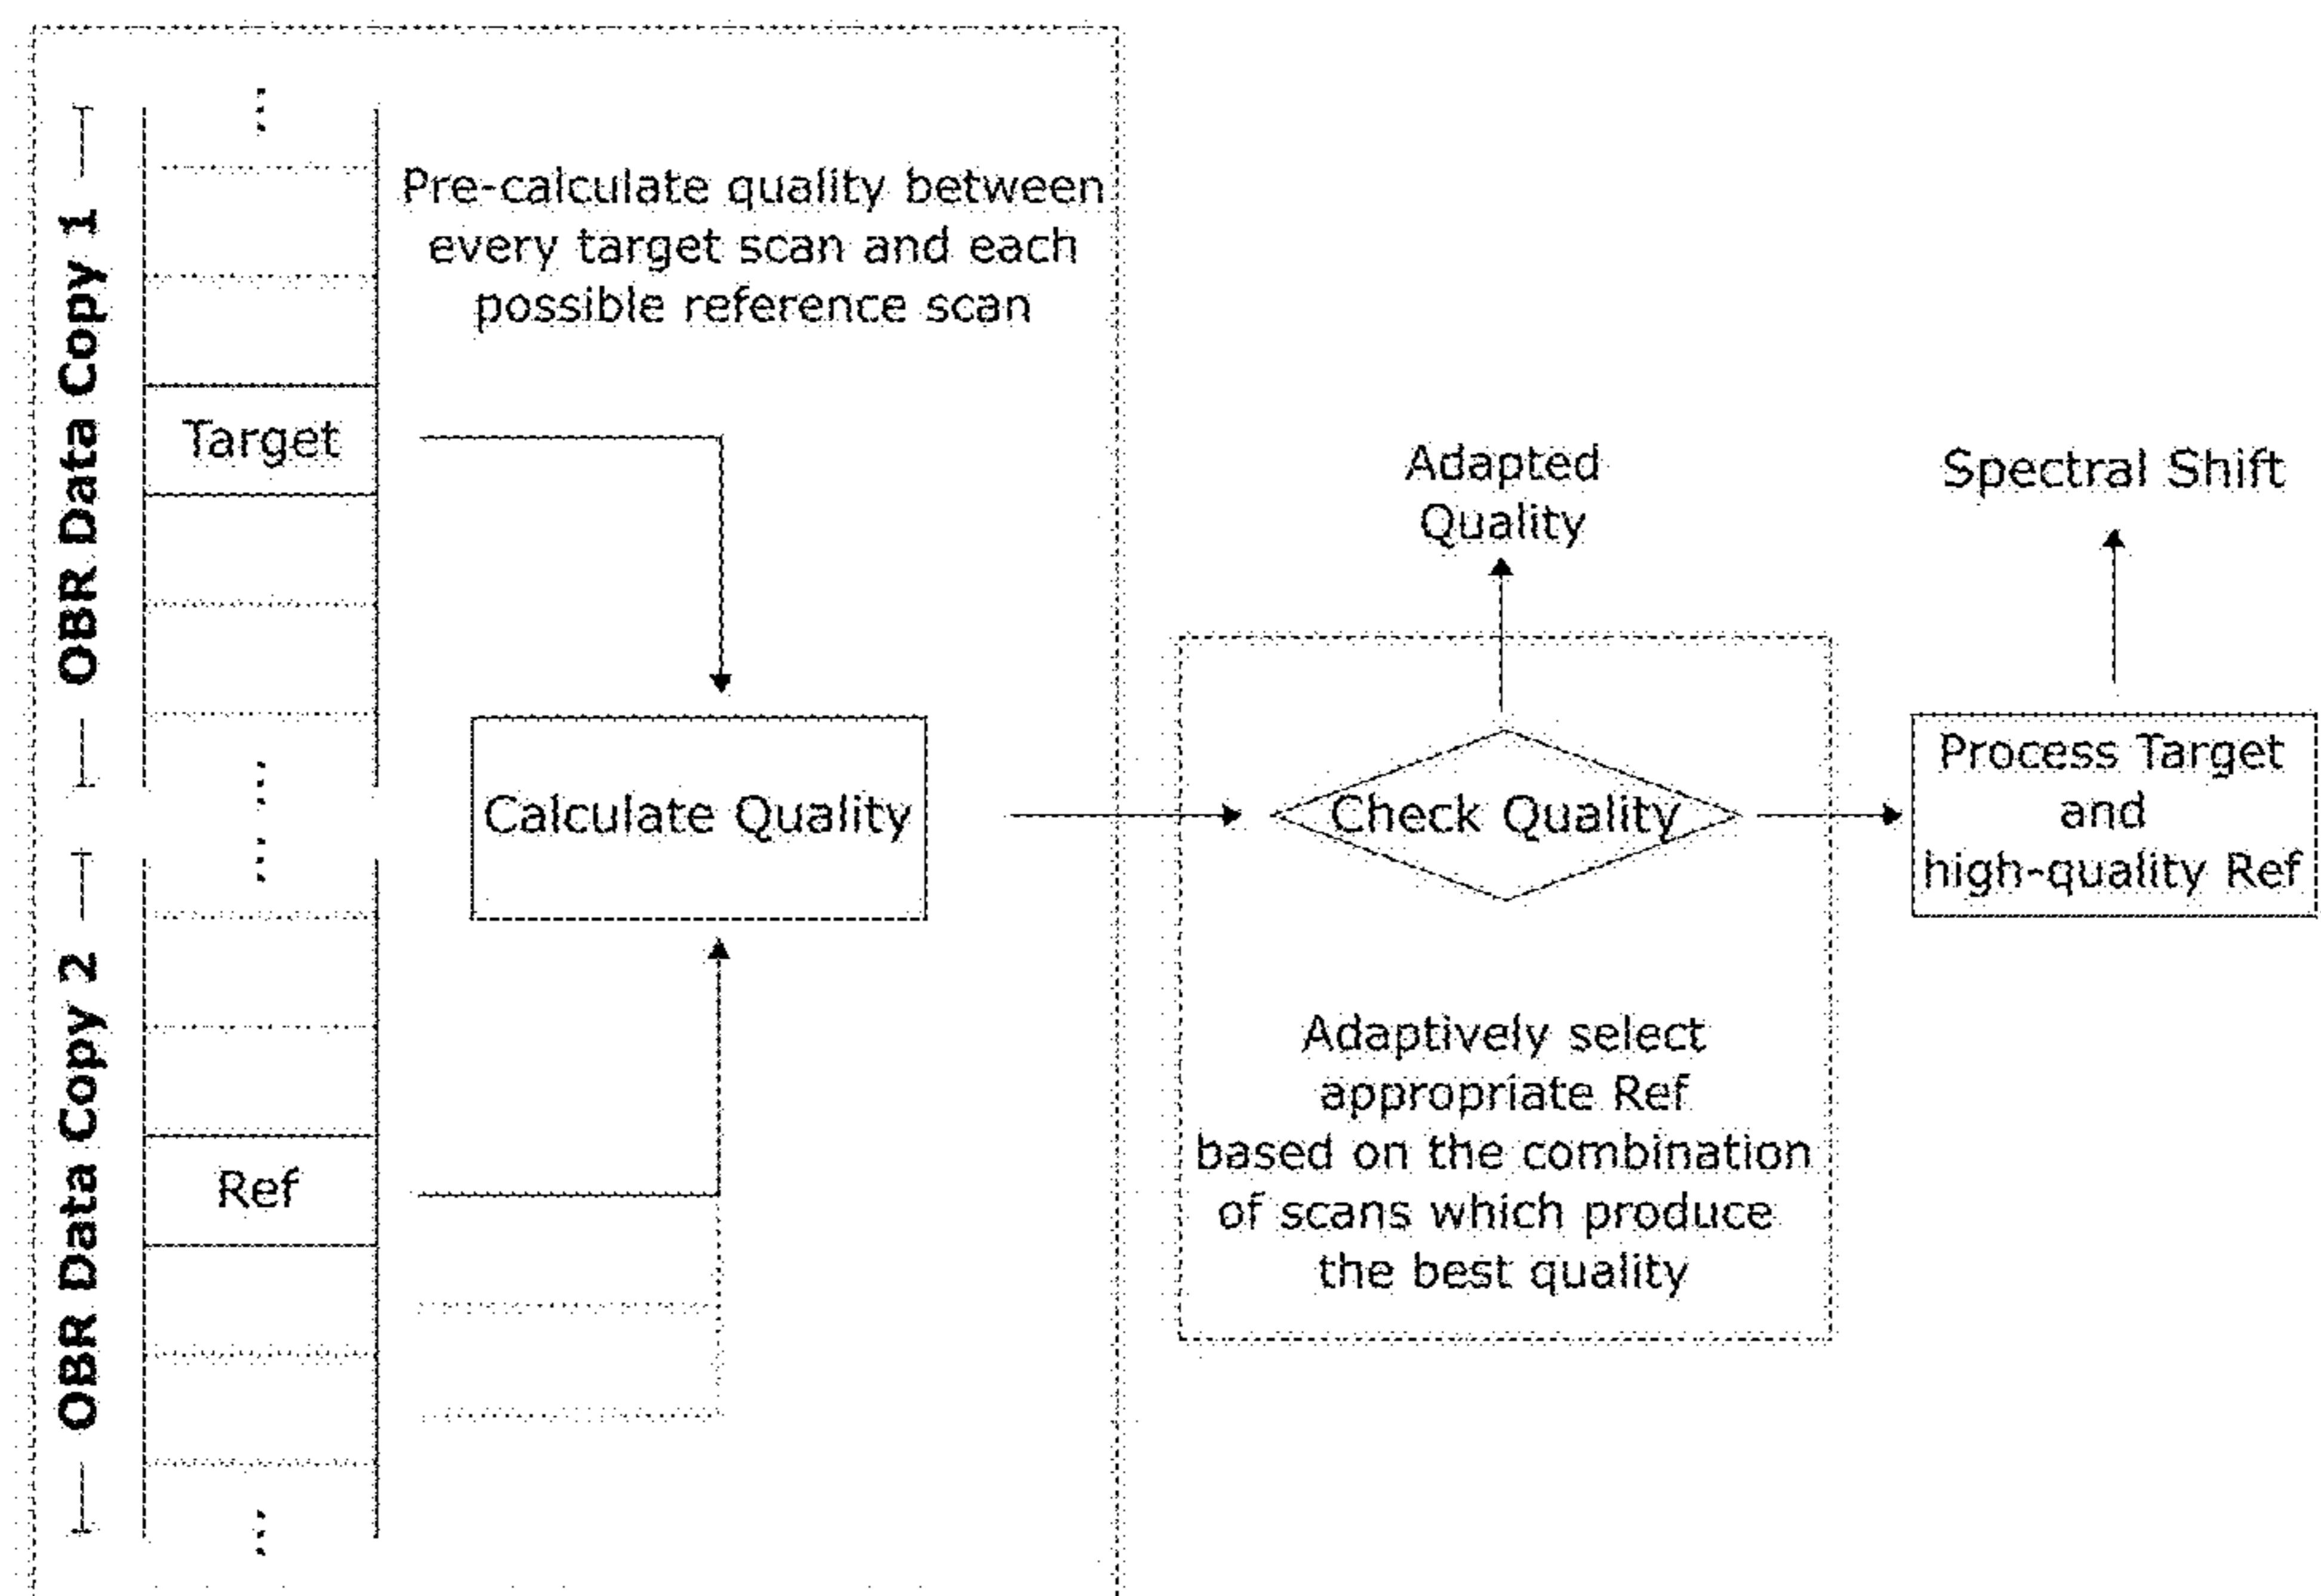 OBR Data Copy 1
Pre-calculate quality between
every target scan and each
possible reference scan
Target
Calculate Quality
OBR Data Copy 2
Ref
Adapted
Quality
Check Quality
Adaptively select
appropriate Ref
based on the combination
of scans which produce
the best quality
Spectral Shift
Process Target
and
high-quality Ref